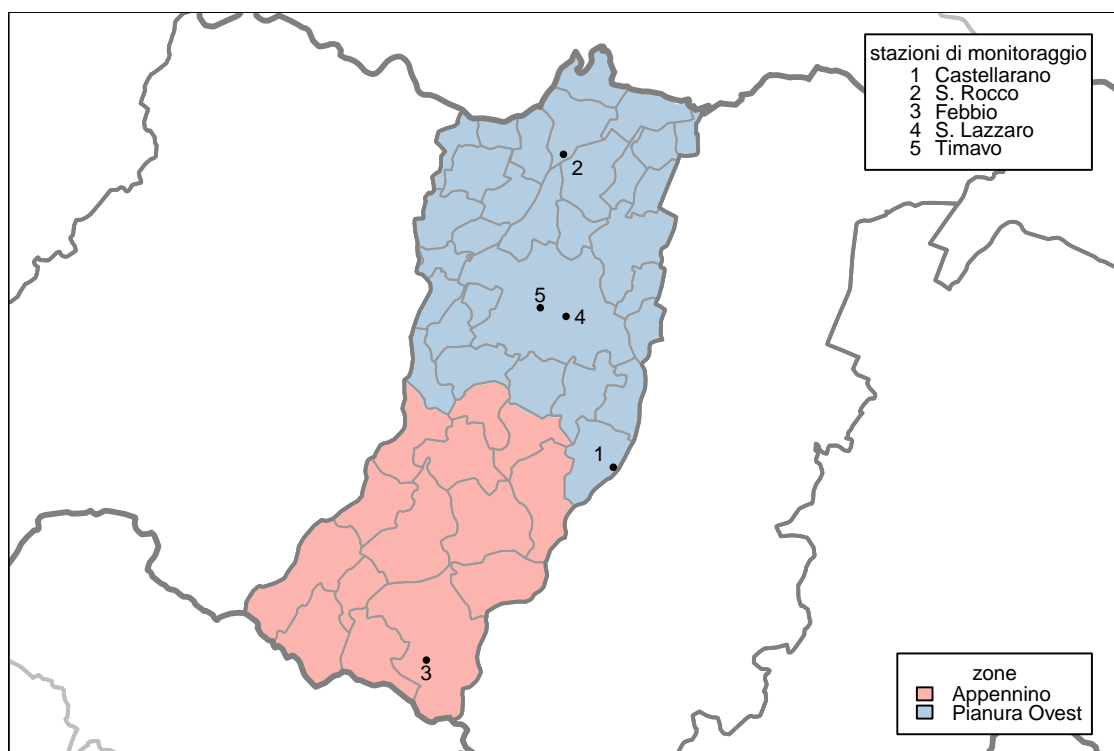 stazioni di monitoraggio
1 Castellarano
2 S. Rocco
3 Febbio
4 S. Lazzaro
5 Timavo
2
5
4
1
3
zone
Appennino
Pianura Ovest